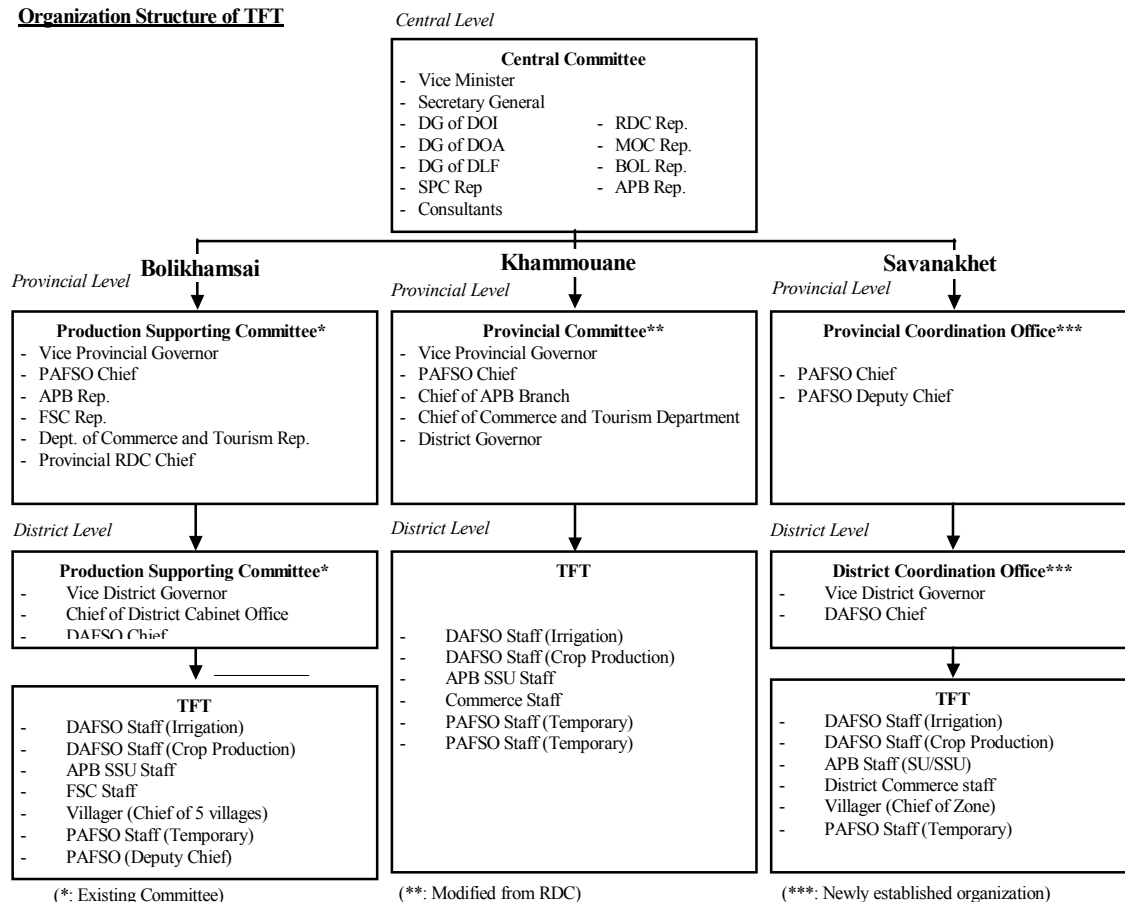 Organization Structure of TFT
Central Level
Central Committee
- Vice Minister
- Secretary General
- DG of DOI - RDC Rep.
- DG of DOA - MOC Rep.
- DG of DLF - BOL Rep.
- SPC Rep - APB Rep.
- Consultants
Bolikhamsai
Provincial Level
Production Supporting Committee*
- Vice Provincial Governor
- PAFSO Chief
- APB Rep.
- FSC Rep.
- Dept. of Commerce and Tourism Rep.
- Provincial RDC Chief
District Level
Production Supporting Committee*
- Vice District Governor
- Chief of District Cabinet Office
- DAFSO Chief
TFT
- DAFSO Staff (Irrigation)
- DAFSO Staff (Crop Production)
- APB SSU Staff
- FSC Staff
- Villager (Chief of 5 villages)
- PAFSO Staff (Temporary)
- PAFSO (Deputy Chief)
(*: Existing Committee)
Khammouane
Provincial Level
Provincial Committee**
- Vice Provincial Governor
- PAFSO Chief
- Chief of APB Branch
- Chief of Commerce and Tourism Department
- District Governor
District Level
TFT
- DAFSO Staff (Irrigation)
- DAFSO Staff (Crop Production)
- APB SSU Staff
- Commerce Staff
- PAFSO Staff (Temporary)
- PAFSO Staff (Temporary)
(**: Modified from RDC)
Savanakhet
Provincial Level
Provincial Coordination Office***
- PAFSO Chief
- PAFSO Deputy Chief
District Level
District Coordination Office***
- Vice District Governor
- DAFSO Chief
TFT
- DAFSO Staff (Irrigation)
- DAFSO Staff (Crop Production)
- APB Staff (SU/SSU)
- District Commerce staff
- Villager (Chief of Zone)
- PAFSO Staff (Temporary)
(***: Newly established organization)